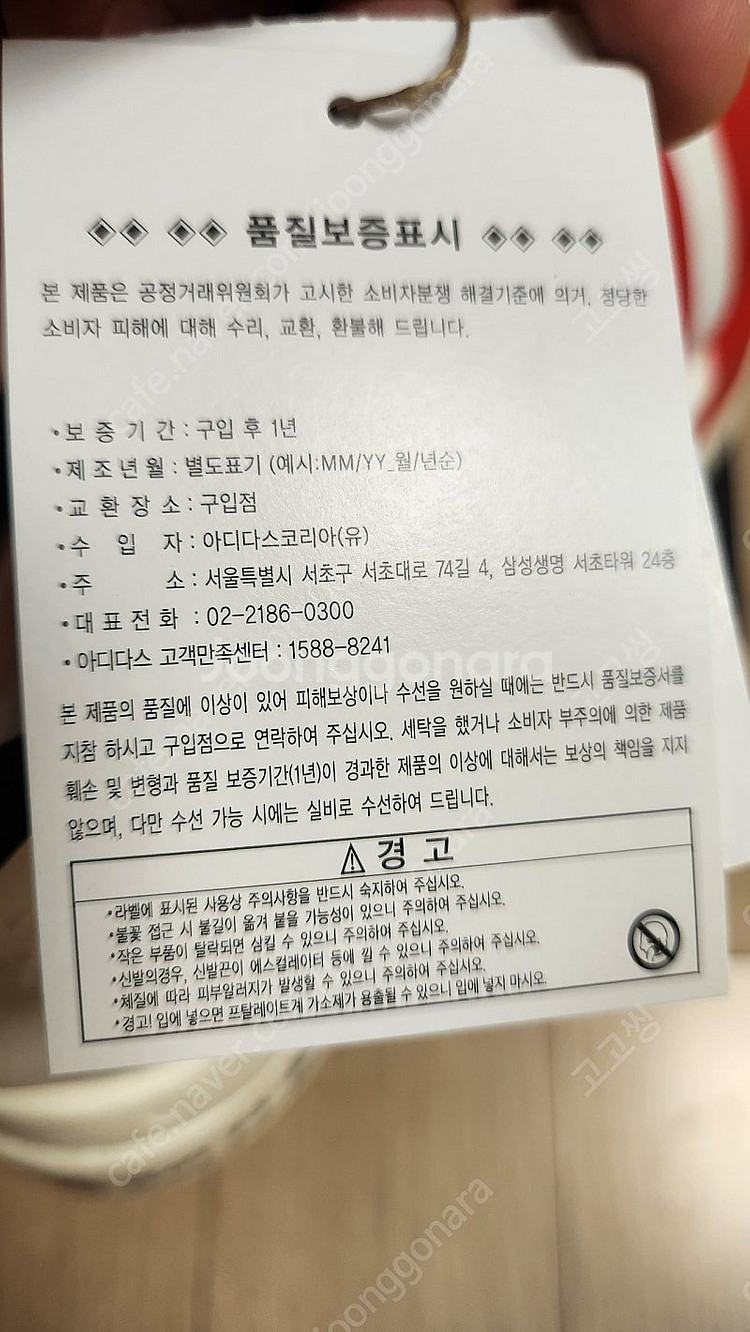 ◈◈ ◈◈ 품질보증표시 ◈◈ ◈◈
본 제품은 공정거래위원회가 고시한 소비자분쟁 해결기준에 의거, 정당한
소비자 피해에 대해 수리, 교환, 환불해 드립니다.
•보 증 기 간 : 구입 후 1년
•제 조 년 월 : 별도표기 (예시:MM/YY_월/년순)
•교 환 장 소 : 구입점
•수 입 자 : 아디다스코리아(유)
•주 소 : 서울특별시 서초구 서초대로 74길 4, 삼성생명 서초타워 24층
•대 표 전 화 : 02-2186-0300
•아디다스 고객만족센터 : 1588-8241
본 제품의 품질에 이상이 있어 피해보상이나 수선을 원하실 때에는 반드시 품질보증서를
지참 하시고 구입점으로 연락하여 주십시오. 세탁을 했거나 소비자 부주의에 의한 제품
훼손 및 변형과 품질 보증기간(1년)이 경과한 제품의 이상에 대해서는 보상의 책임을 지지
않으며, 다만 수선 가능 시에는 실비로 수선하여 드립니다.
⚠ 경 고
•라벨에 표시된 사용상 주의사항을 반드시 숙지하여 주십시오.
•불꽃 접근 시 불길이 옮겨 붙을 가능성이 있으니 주의하여 주십시오.
•작은 부품이 탈락되면 삼킬 수 있으니 주의하여 주십시오.
•신발의경우, 신발끈이 에스컬레이터 등에 낄 수 있으니 주의하여 주십시오.
•체질에 따라 피부알러지가 발생할 수 있으니 주의하여 주십시오.
•경고! 입에 넣으면 프탈레이트계 가소제가 용출될 수 있으니 입에 넣지 마시오.
joonggonara
고고씽
cafe.naver.com/joonggonara